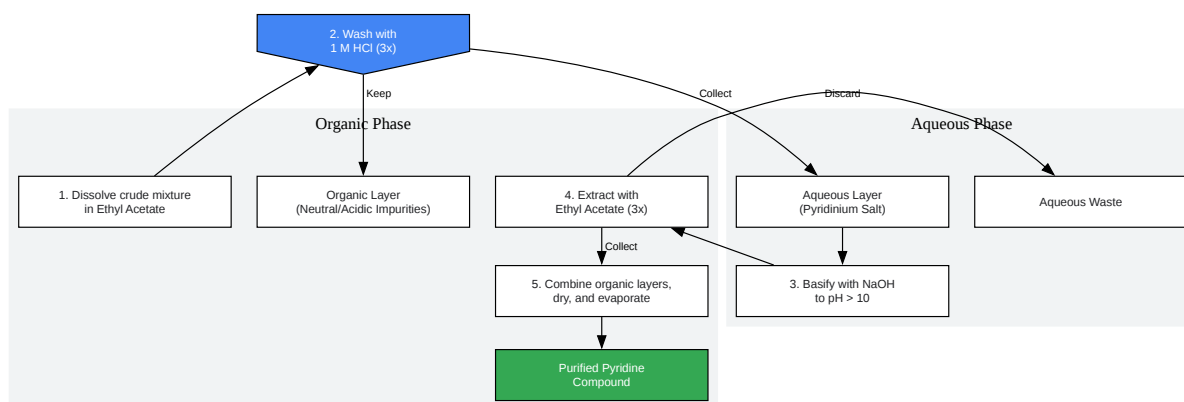 2. Wash with
1 M HCl (3x)
Keep
Collect
Discard
Organic Phase
Aqueous Phase
1. Dissolve crude mixture
in Ethyl Acetate
Organic Layer
(Neutral/Acidic Impurities)
4. Extract with
Ethyl Acetate (3x)
Aqueous Layer
(Pyridinium Salt)
Aqueous Waste
Collect
5. Combine organic layers,
dry, and evaporate
3. Basify with NaOH
to pH > 10
Purified Pyridine
Compound